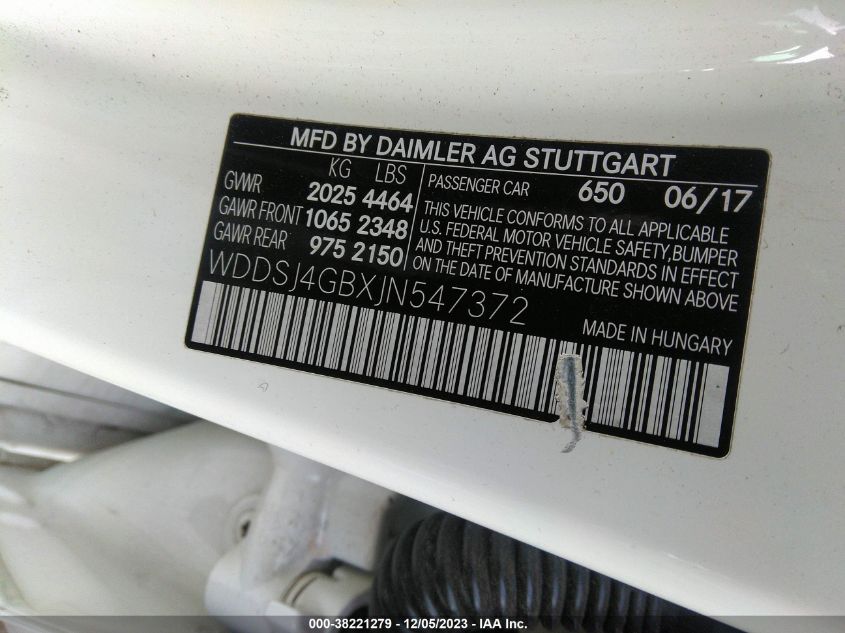 MFD BY DAIMLER AG STUTTGART
KG LBS
GVWR 2025 4464
GAWR FRONT 1065 2348
GAWR REAR 975 2150
PASSENGER CAR 650 06/17
THIS VEHICLE CONFORMS TO ALL APPLICABLE
U.S. FEDERAL MOTOR VEHICLE SAFETY, BUMPER
AND THEFT PREVENTION STANDARDS IN EFFECT
ON THE DATE OF MANUFACTURE SHOWN ABOVE
WDDSJ4GBXJN547372
MADE IN HUNGARY
000-38221279 - 12/05/2023 - IAA Inc.